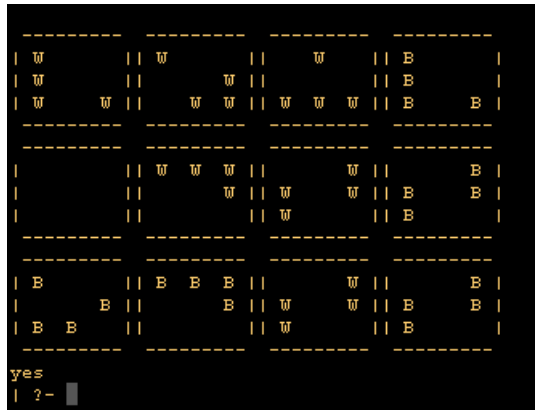 ---------  ---------  ---------  ---------
| W       || W       ||    W    || B       |
| W       ||       W ||         || B       |
| W     W ||    W  W || W  W  W || B     B |
 ---------  ---------  ---------  ---------
 ---------  ---------  ---------  ---------
|         || W  W  W ||       W ||       B |
|         ||       W || W     W || B     B |
|         ||         || W       || B       |
 ---------  ---------  ---------  ---------
 ---------  ---------  ---------  ---------
| B       || B  B  B ||       W ||       B |
|       B ||       B || W     W || B     B |
| B  B    ||         || W       || B       |
 ---------  ---------  ---------  ---------
yes
| ?-